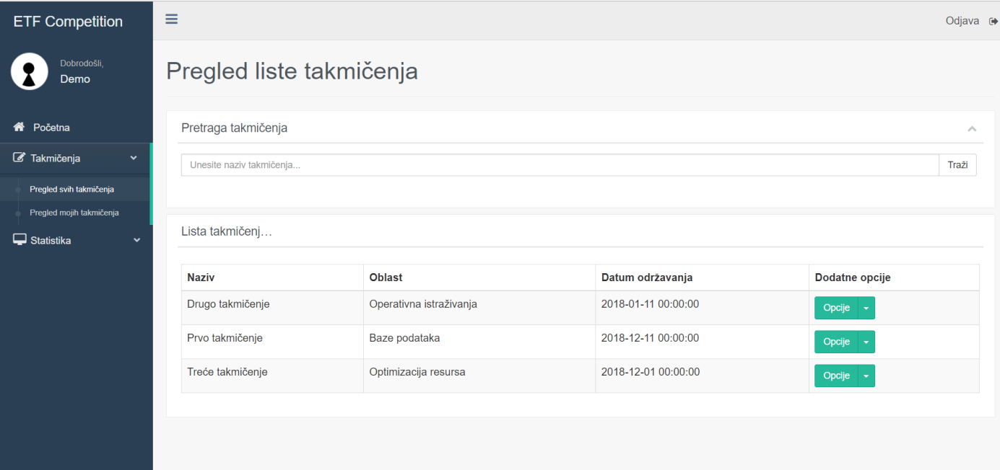 ETF Competition
Odjava
Dobrodošli,
Demo
Pregled liste takmičenja
Početna
Takmičenja
Pregled svih takmičenja
Pregled mojih takmičenja
Statistika
Pretraga takmičenja
Unesite naziv takmičenja... Traži
Lista takmičenj...
Naziv Oblast Datum održavanja Dodatne opcije
Drugo takmičenje Operativna istraživanja 2018-01-11 00:00:00 Opcije
Prvo takmičenje Baze podataka 2018-12-11 00:00:00 Opcije
Treće takmičenje Optimizacija resursa 2018-12-01 00:00:00 Opcije